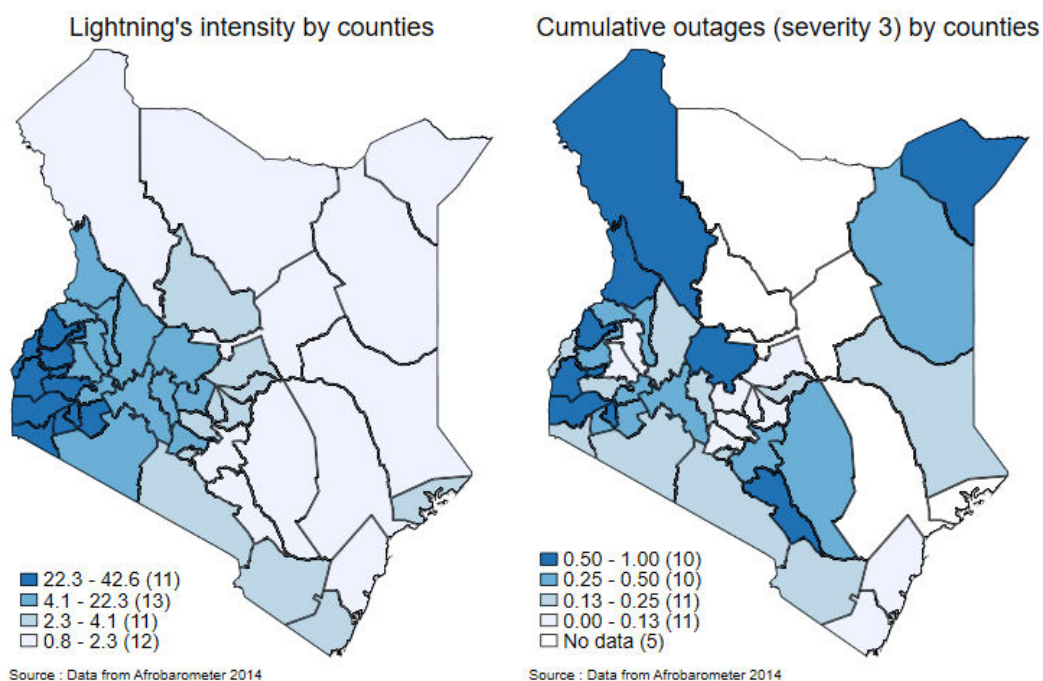 Lightning's intensity by counties
22.3 - 42.6 (11)
4.1 - 22.3 (13)
2.3 - 4.1 (11)
0.8 - 2.3 (12)
Source : Data from Afrobarometer 2014
Cumulative outages (severity 3) by counties
0.50 - 1.00 (10)
0.25 - 0.50 (10)
0.13 - 0.25 (11)
0.00 - 0.13 (11)
No data (5)
Source : Data from Afrobarometer 2014